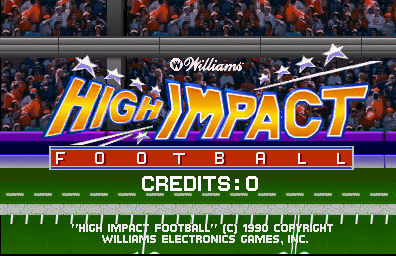 Williams
HIGH IMPACT
FOOTBALL
CREDITS: 0
"HIGH IMPACT FOOTBALL" (C) 1990 COPYRIGHT
WILLIAMS ELECTRONICS GAMES, INC.